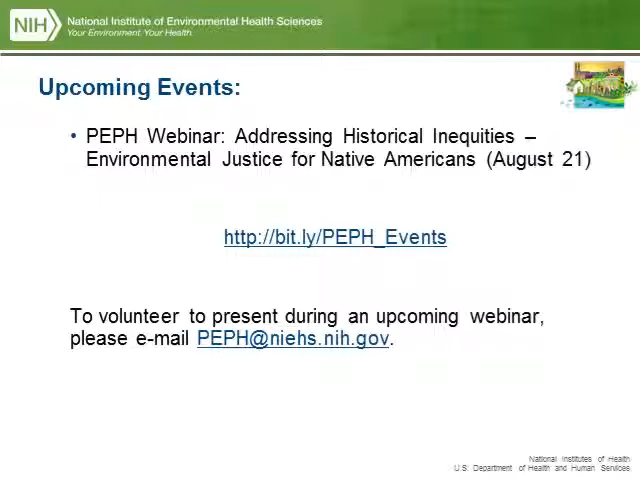 NIH
National Institute of Environmental Health Sciences
Your Environment. Your Health.
Upcoming Events:
• PEPH Webinar: Addressing Historical Inequities –
Environmental Justice for Native Americans (August 21)
http://bit.ly/PEPH_Events
To volunteer to present during an upcoming webinar,
please e-mail PEPH@niehs.nih.gov.
National Institutes of Health
U.S. Department of Health and Human Services